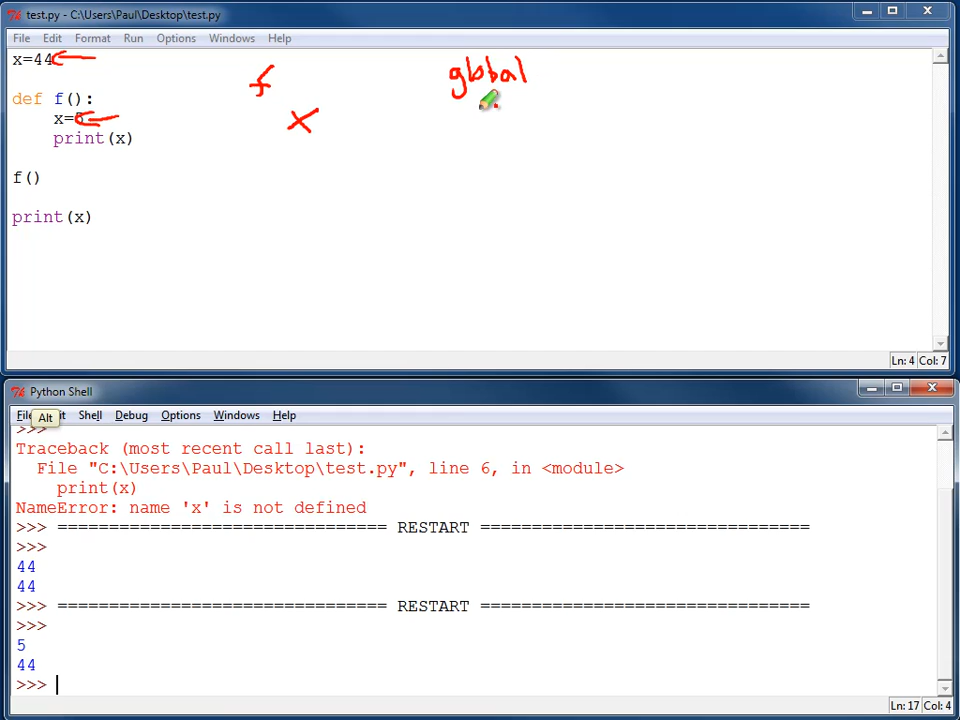 test.py - C:\Users\Paul\Desktop\test.py
File Edit Format Run Options Windows Help
x=44
global
f
def f():
x=5
x
print(x)
f()
print(x)
Ln: 4 Col: 7
Python Shell
File Edit Shell Debug Options Windows Help
Alt
>>>
Traceback (most recent call last):
File "C:\Users\Paul\Desktop\test.py", line 6, in <module>
print(x)
NameError: name 'x' is not defined
>>> ================================ RESTART ================================
>>>
44
44
>>> ================================ RESTART ================================
>>>
5
44
>>>
Ln: 17 Col: 4